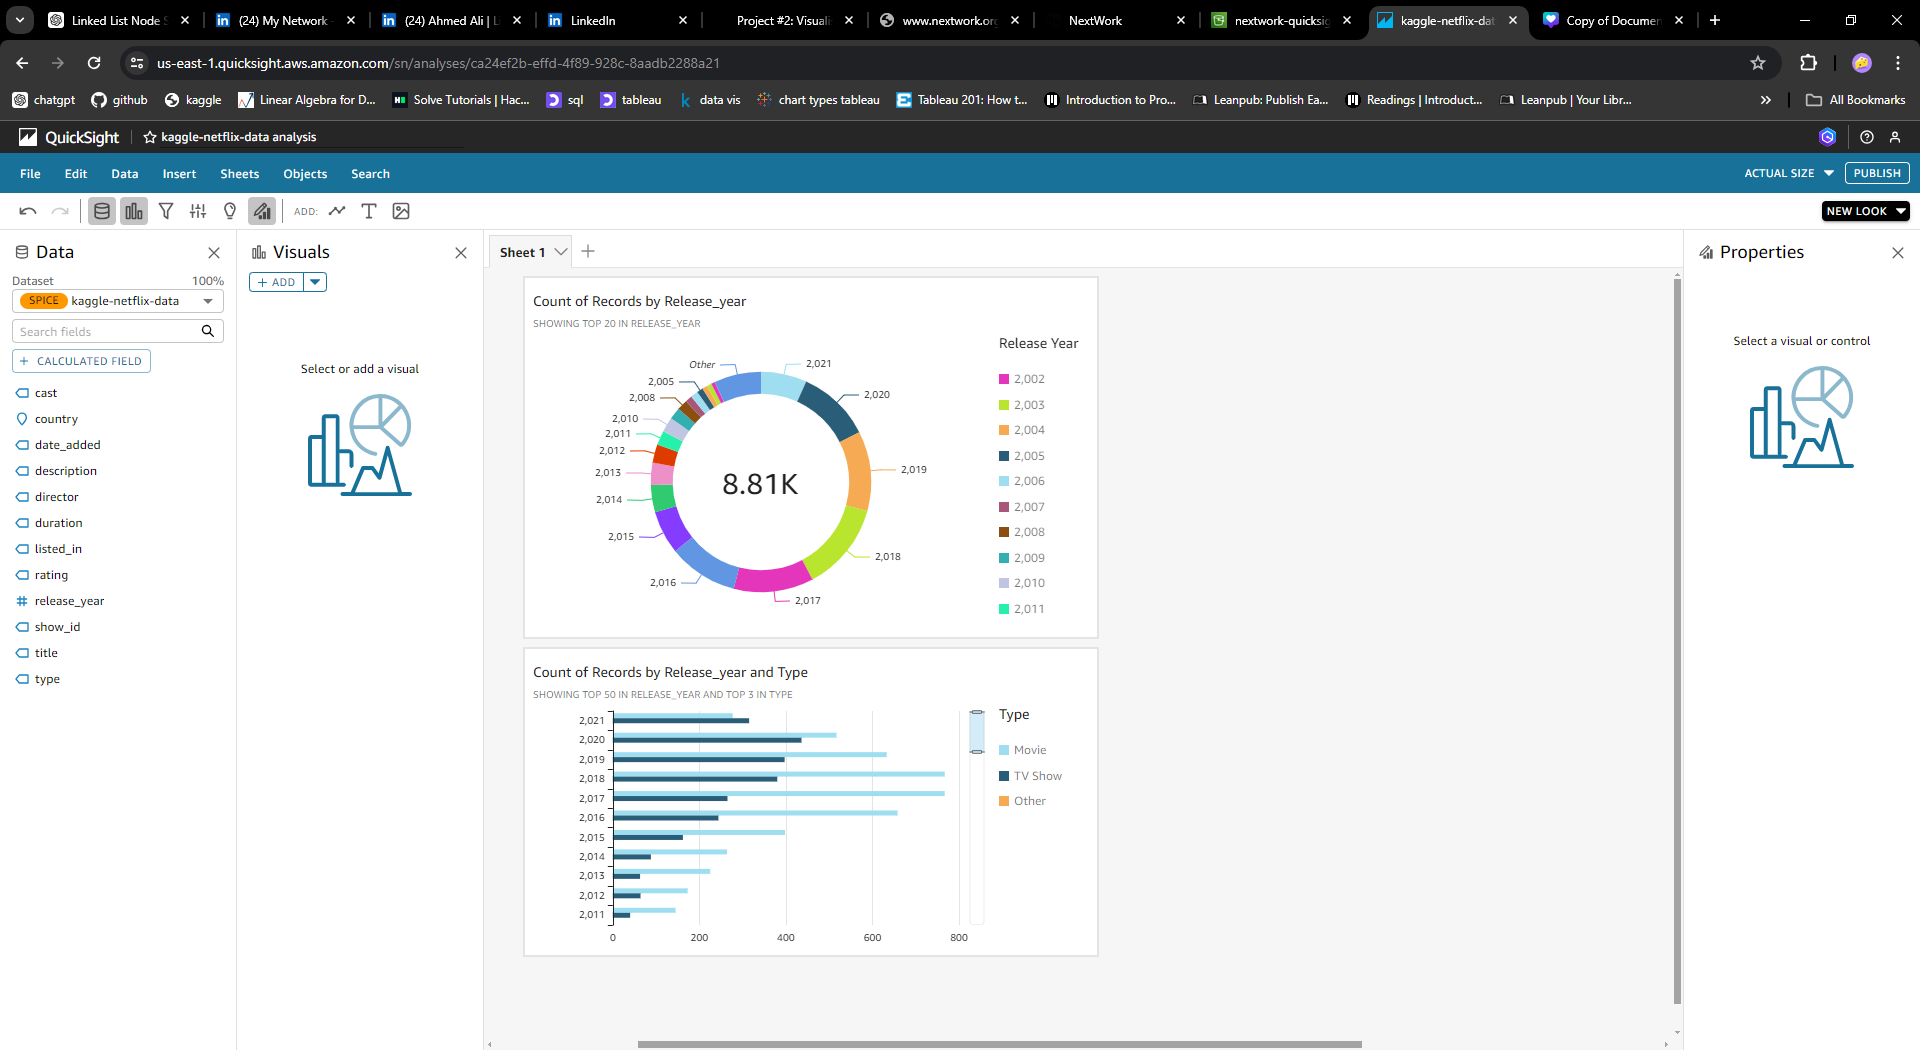 Linked List Node S
(24) My Network
(24) Ahmed Ali | L
LinkedIn
Project #2: Visuali
www.nextwork.org
NextWork
nextwork-quicksig
kaggle-netflix-dat
Copy of Documen
us-east-1.quicksight.aws.amazon.com/sn/analyses/ca24ef2b-effd-4f89-928c-8aadb2288a21
chatgpt
github
kaggle
Linear Algebra for D...
Solve Tutorials | Hac...
sql
tableau
data vis
chart types tableau
Tableau 201: How t...
Introduction to Pro...
Leanpub: Publish Ea...
Readings | Introduct...
Leanpub | Your Libr...
All Bookmarks
QuickSight
kaggle-netflix-data analysis
File
Edit
Data
Insert
Sheets
Objects
Search
ACTUAL SIZE
PUBLISH
ADD:
NEW LOOK
Data
Dataset
100%
SPICE kaggle-netflix-data
Search fields
+ CALCULATED FIELD
cast
country
date_added
description
director
duration
listed_in
rating
release_year
show_id
title
type
Visuals
+ ADD
Select or add a visual
Sheet 1
Count of Records by Release_year
SHOWING TOP 20 IN RELEASE_YEAR
Other
2,021
2,005
2,020
2,008
2,010
2,011
2,012
2,019
2,013
8.81K
2,014
2,015
2,018
2,016
2,017
Release Year
2,002
2,003
2,004
2,005
2,006
2,007
2,008
2,009
2,010
2,011
Count of Records by Release_year and Type
SHOWING TOP 50 IN RELEASE_YEAR AND TOP 3 IN TYPE
2,021
2,020
2,019
2,018
2,017
2,016
2,015
2,014
2,013
2,012
2,011
0
200
400
600
800
Type
Movie
TV Show
Other
Properties
Select a visual or control